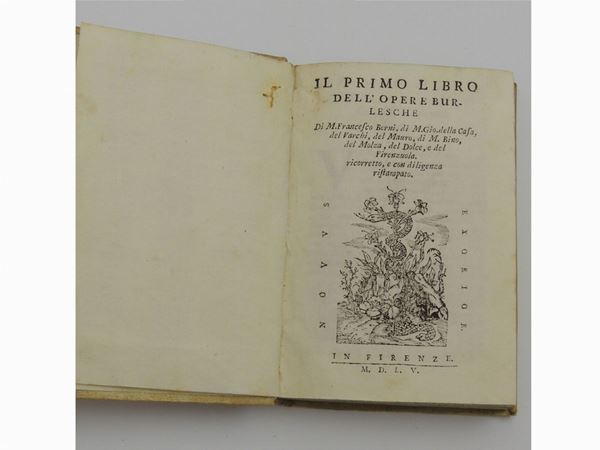 IL PRIMO LIBRO
DELL'OPERE BUR-
LESCHE
Di M. Francesco Berni, di M. Gio. della Casa,
del Varchi, del Mauro, di M. Bino,
del Molza, del Dolce, e del
Firenzuola.
ricorretto, e con diligenza
ristampato.
NOVVS
EXORIOR
IN FIRENZE.
M. D. L V.